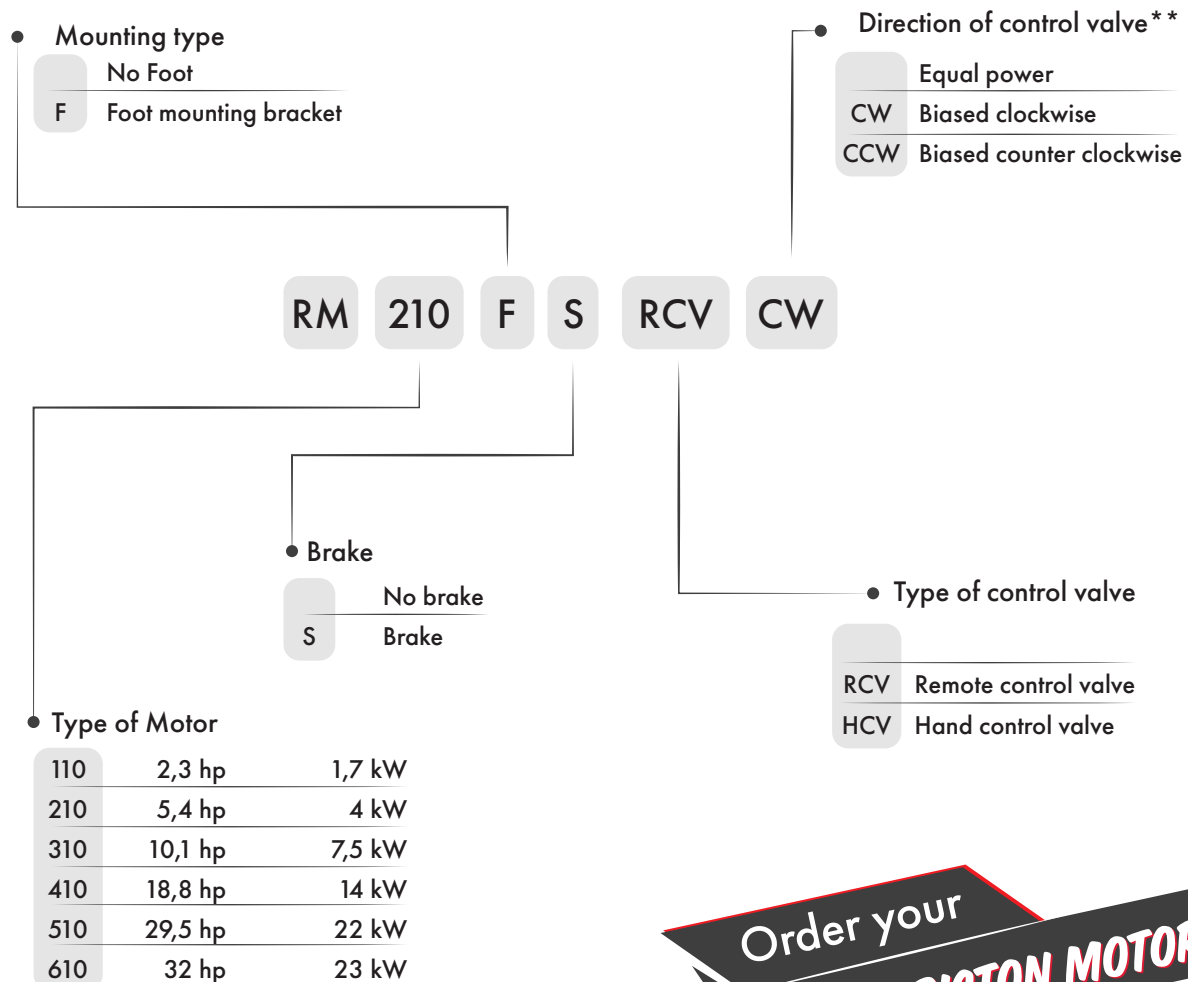 Mounting type
No Foot
F Foot mounting bracket
Direction of control valve**
Equal power
CW Biased clockwise
CCW Biased counter clockwise
RM 210 F S RCV CW
Brake
No brake
S Brake
Type of control valve
RCV Remote control valve
HCV Hand control valve
Type of Motor
110 2,3 hp 1,7 kW
210 5,4 hp 4 kW
310 10,1 hp 7,5 kW
410 18,8 hp 14 kW
510 29,5 hp 22 kW
610 32 hp 23 kW
Order your
MOTOR